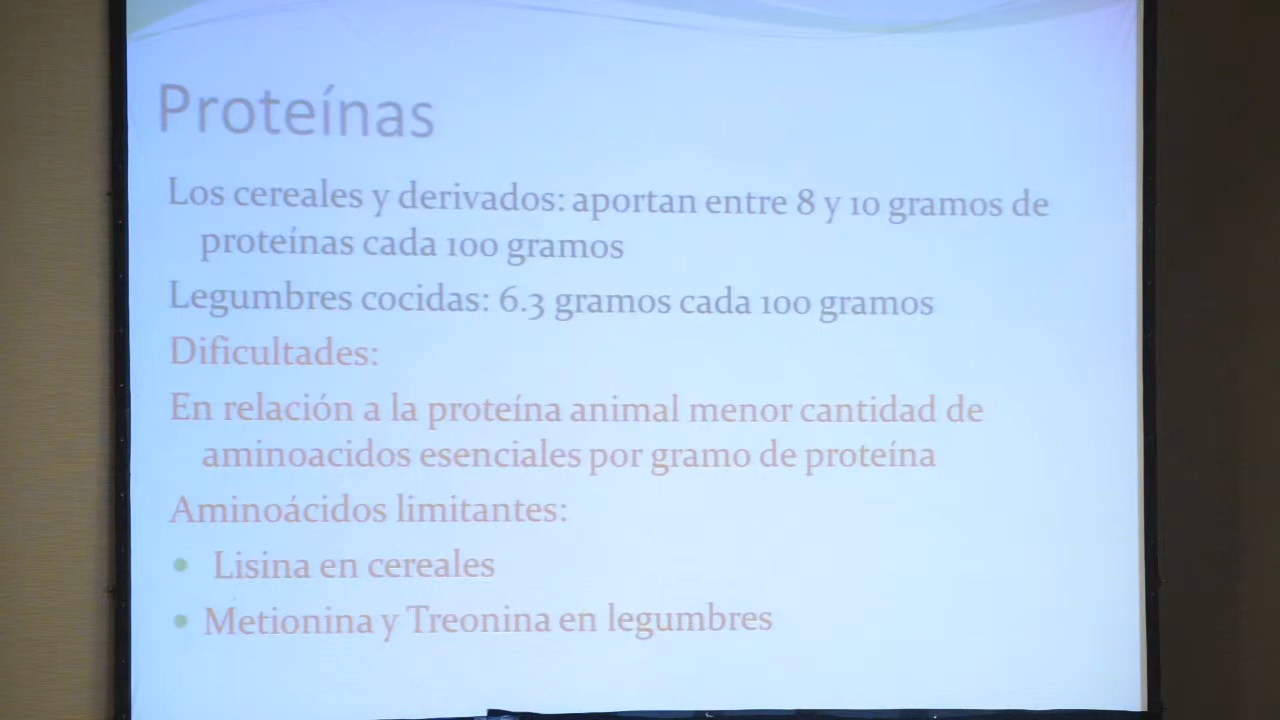 Proteínas
Los cereales y derivados: aportan entre 8 y 10 gramos de
proteínas cada 100 gramos
Legumbres cocidas: 6.3 gramos cada 100 gramos
Dificultades:
En relación a la proteína animal menor cantidad de
aminoacidos esenciales por gramo de proteína
Aminoácidos limitantes:
• Lisina en cereales
• Metionina y Treonina en legumbres